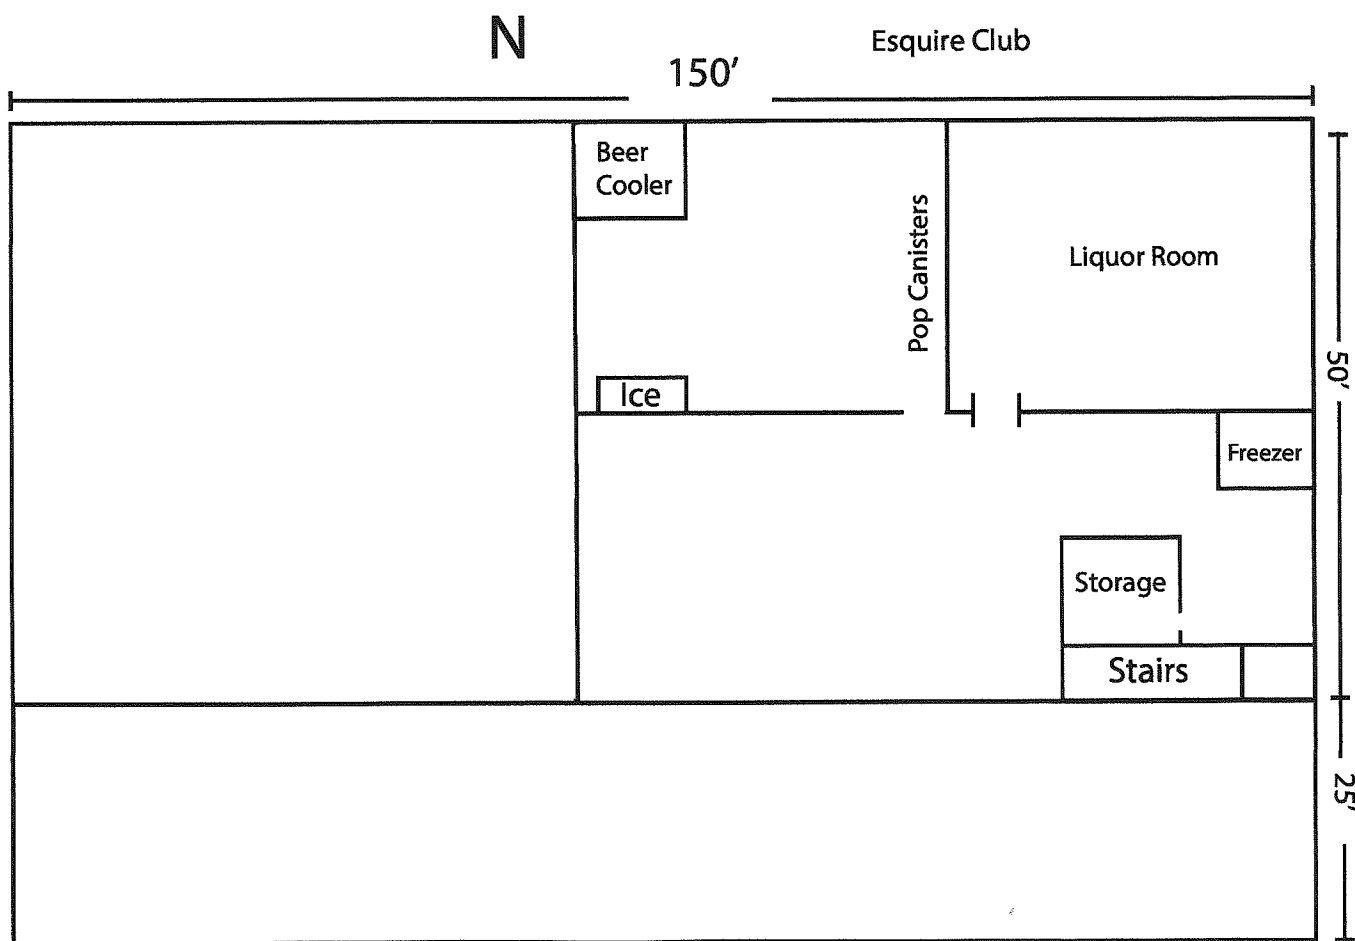 N
Esquire Club
150'
Beer
Cooler
Pop Canisters
Liquor Room
50'
Ice
Freezer
Storage
Stairs
25'